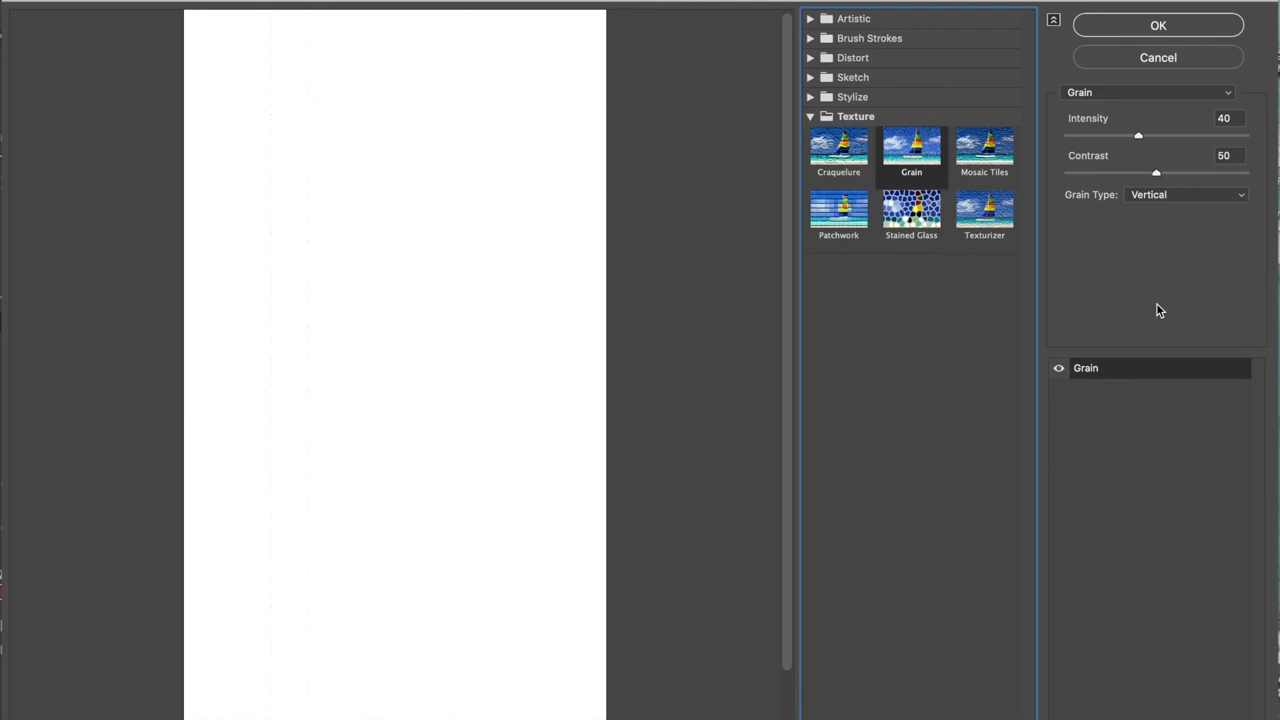 Artistic
Brush Strokes
Distort
Sketch
Stylize
Texture
Craquelure
Grain
Mosaic Tiles
Patchwork
Stained Glass
Texturizer
OK
Cancel
Grain
Intensity 40
Contrast 50
Grain Type: Vertical
Grain